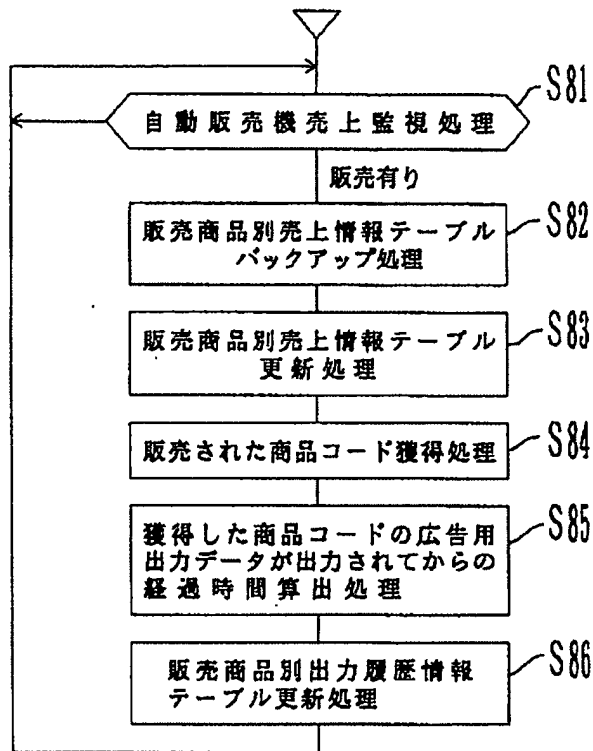 S81
自動販売機売上監視処理
販売有り
S82
販売商品別売上情報テーブル
バックアップ処理
S83
販売商品別売上情報テーブル
更新処理
S84
販売された商品コード獲得処理
S85
獲得した商品コードの広告用
出力データが出力されてからの
経過時間算出処理
S86
販売商品別出力履歴情報
テーブル更新処理